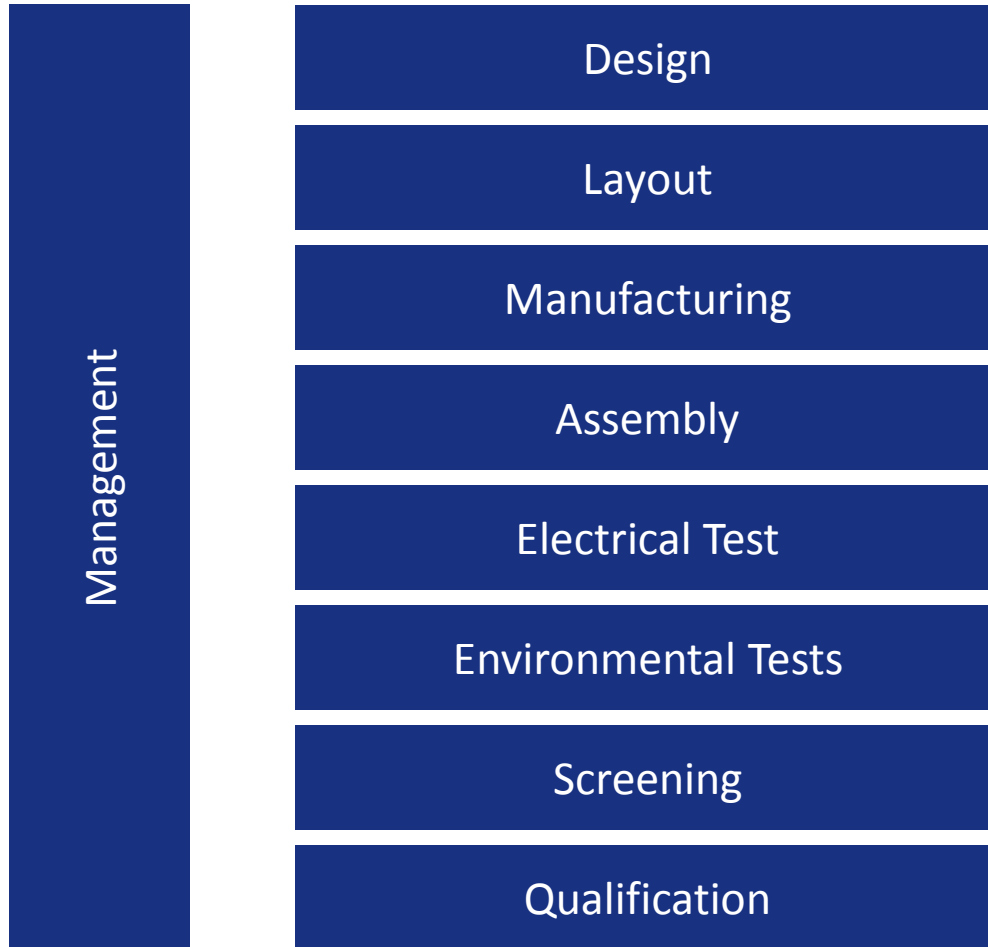 Management
Design
Layout
Manufacturing
Assembly
Electrical Test
Environmental Tests
Screening
Qualification